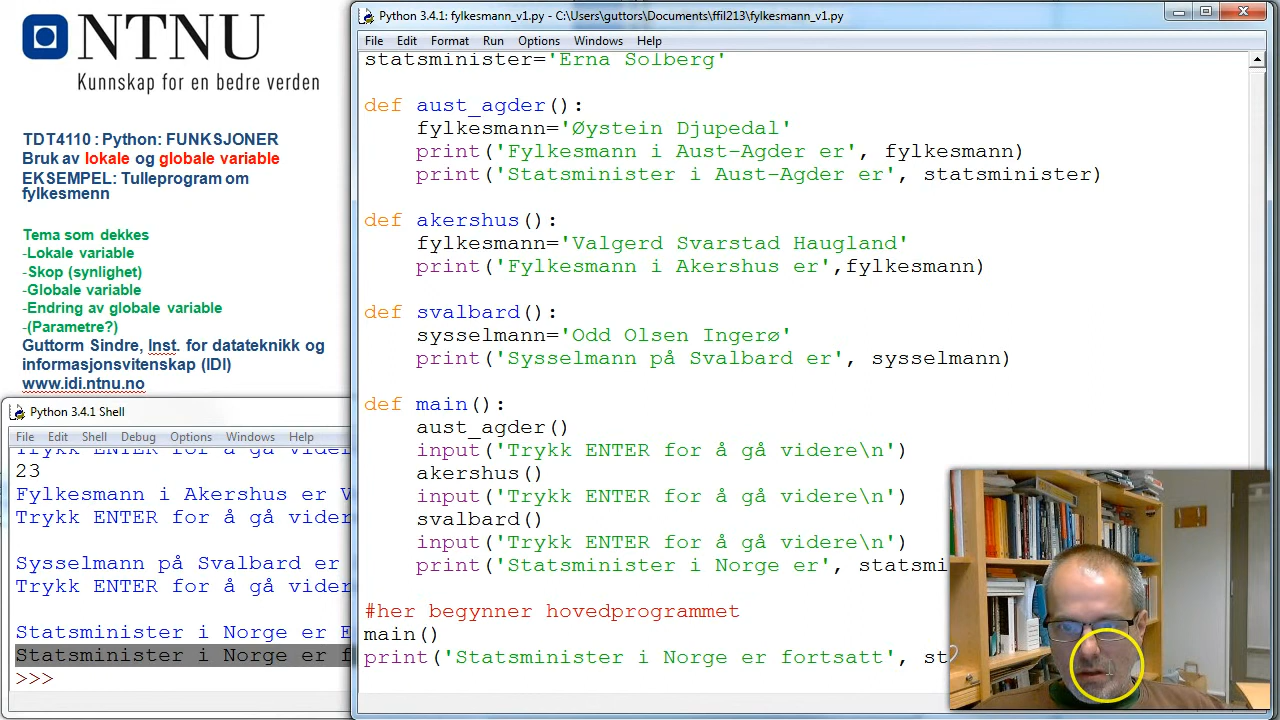 NTNU
Kunnskap for en bedre verden
TDT4110 : Python: FUNKSJONER
Bruk av lokale og globale variable
EKSEMPEL: Tulleprogram om
fylkesmenn
Tema som dekkes
-Lokale variable
-Skop (synlighet)
-Globale variable
-Endring av globale variable
-(Parametre?)
Guttorm Sindre, Inst. for datateknikk og
informasjonsvitenskap (IDI)
www.idi.ntnu.no
Python 3.4.1: fylkesmann_v1.py - C:\Users\guttors\Documents\ffil213\fylkesmann_v1.py
File Edit Format Run Options Windows Help
statsminister='Erna Solberg'
def aust_agder():
    fylkesmann='Øystein Djupedal'
    print('Fylkesmann i Aust-Agder er', fylkesmann)
    print('Statsminister i Aust-Agder er', statsminister)
def akershus():
    fylkesmann='Valgerd Svarstad Haugland'
    print('Fylkesmann i Akershus er',fylkesmann)
def svalbard():
    sysselmann='Odd Olsen Ingerø'
    print('Sysselmann på Svalbard er', sysselmann)
def main():
    aust_agder()
    input('Trykk ENTER for å gå videre\n')
    akershus()
    input('Trykk ENTER for å gå videre\n')
    svalbard()
    input('Trykk ENTER for å gå videre\n')
    print('Statsminister i Norge er', statsmi
#her begynner hovedprogrammet
main()
print('Statsminister i Norge er fortsatt', st
Python 3.4.1 Shell
File Edit Shell Debug Options Windows Help
Trykk ENTER for å gå vider
23
Fylkesmann i Akershus er V
Trykk ENTER for å gå vider
Sysselmann på Svalbard er
Trykk ENTER for å gå vider
Statsminister i Norge er E
Statsminister i Norge er f
>>>